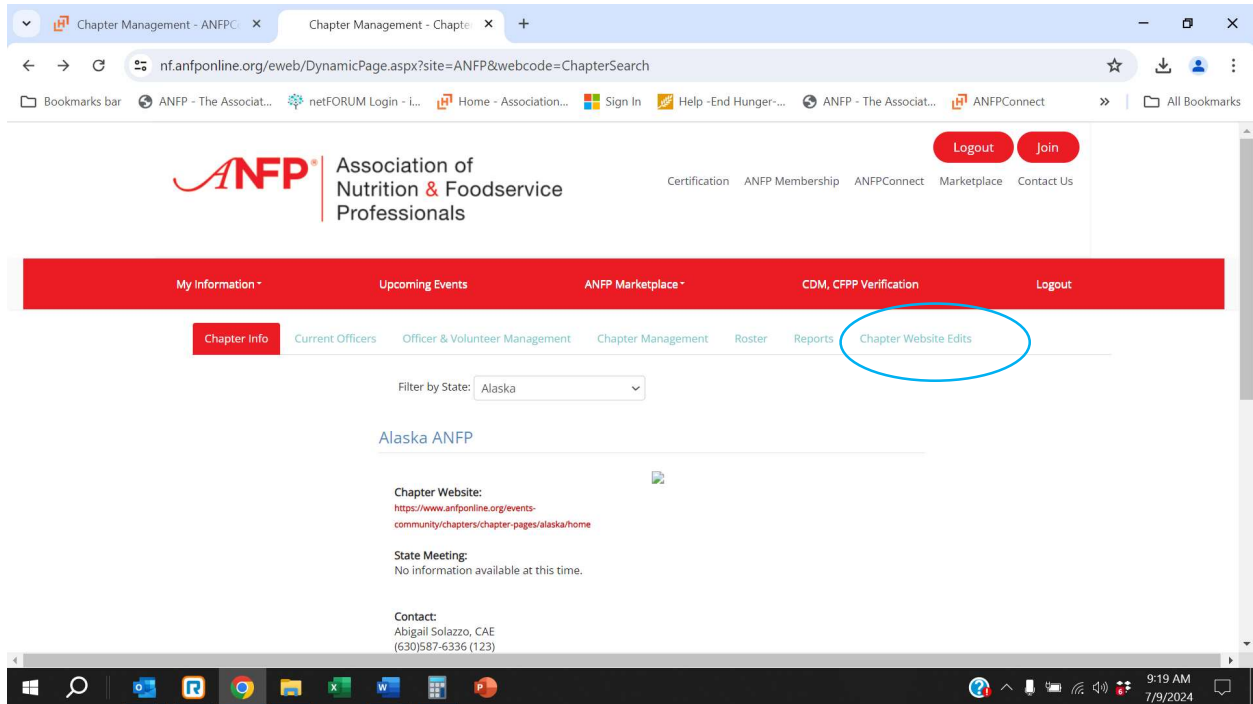 Chapter Management - ANFPC
Chapter Management - Chapte
nf.anfponline.org/eweb/DynamicPage.aspx?site=ANFP&webcode=ChapterSearch
Bookmarks bar ANFP - The Associat... netFORUM Login - i... Home - Association... Sign In Help -End Hunger-... ANFP - The Associat... ANFPConnect » All Bookmarks
Logout Join
ANFP® Association of
Nutrition & Foodservice
Professionals
Certification ANFP Membership ANFPConnect Marketplace Contact Us
My Information Upcoming Events ANFP Marketplace CDM, CFPP Verification Logout
Chapter Info Current Officers Officer & Volunteer Management Chapter Management Roster Reports Chapter Website Edits
Filter by State: Alaska
Alaska ANFP
Chapter Website:
https://www.anfponline.org/events-
community/chapters/chapter-pages/alaska/home
State Meeting:
No information available at this time.
Contact:
Abigail Solazzo, CAE
(630)587-6336 (123)
9:19 AM
7/9/2024